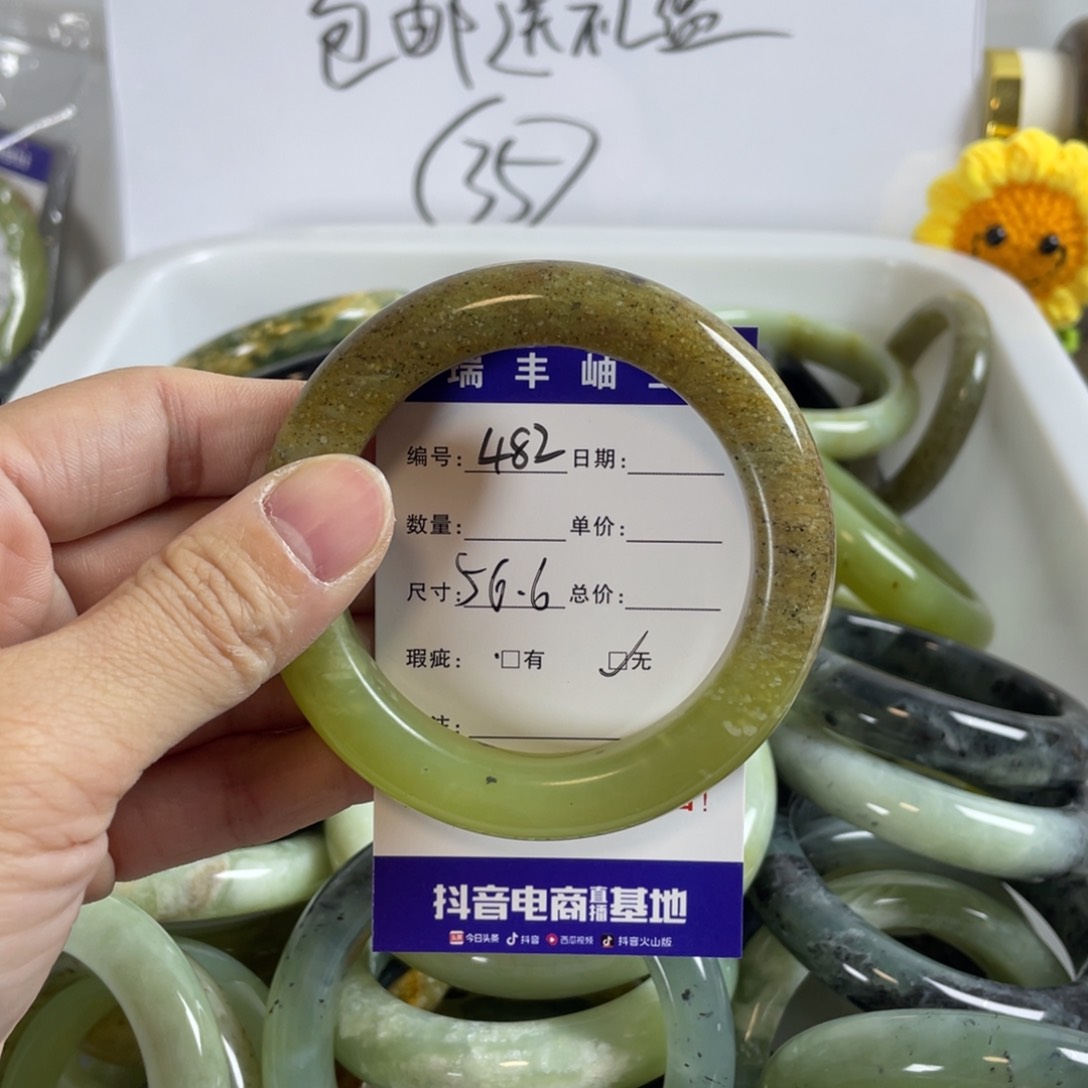 包邮送礼盒
35
瑞丰岫
编号: 482 日期:
数量: 单价:
尺寸: 56.6 总价:
瑕疵: □有 ☑无
!
抖音电商直播基地
今日头条 抖音 西瓜视频 抖音火山版